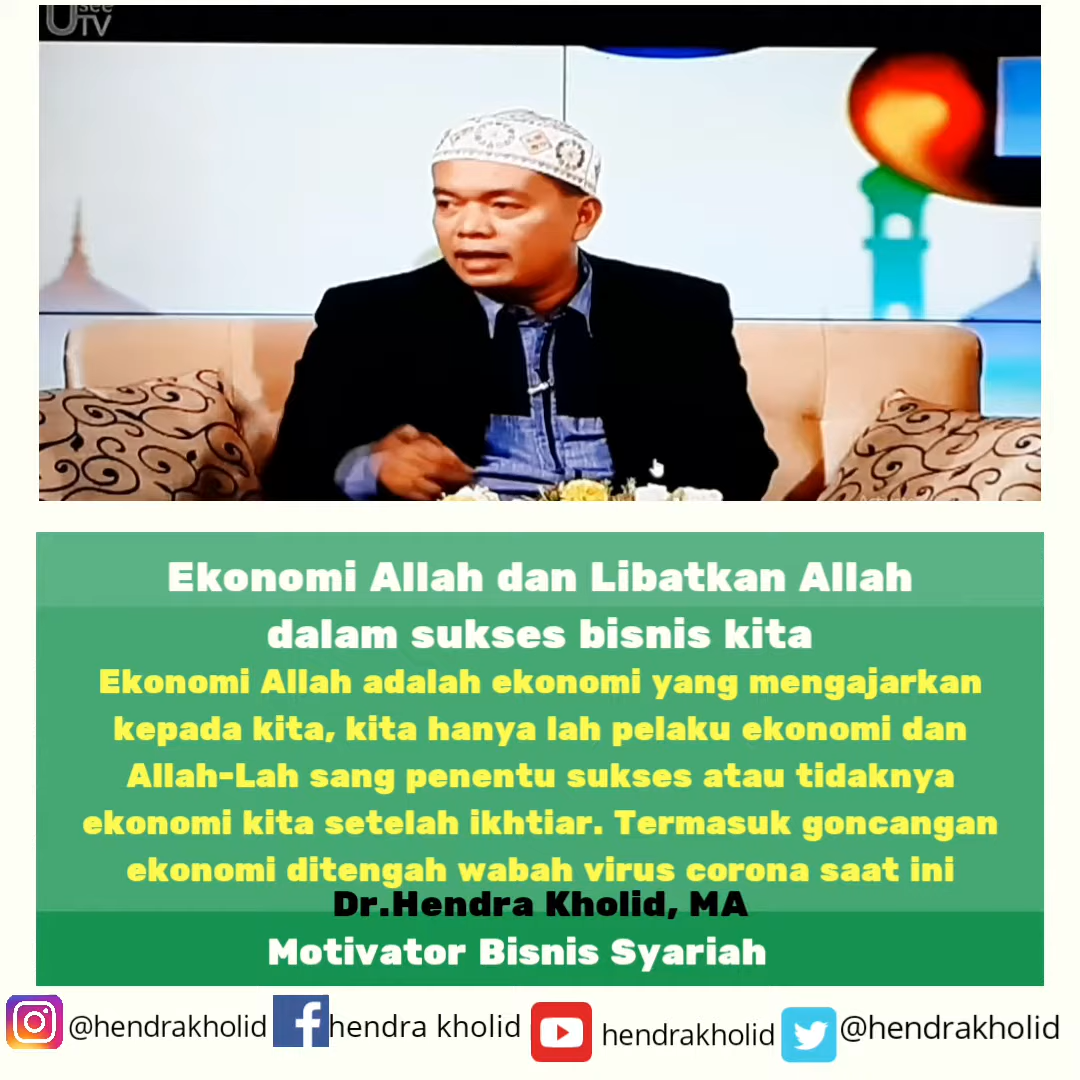 Usee
TV
Ekonomi Allah dan Libatkan Allah
dalam sukses bisnis kita
Ekonomi Allah adalah ekonomi yang mengajarkan
kepada kita, kita hanya lah pelaku ekonomi dan
Allah-Lah sang penentu sukses atau tidaknya
ekonomi kita setelah ikhtiar. Termasuk goncangan
ekonomi ditengah wabah virus corona saat ini
Dr.Hendra Kholid, MA
Motivator Bisnis Syariah
@hendrakholid hendra kholid hendrakholid @hendrakholid